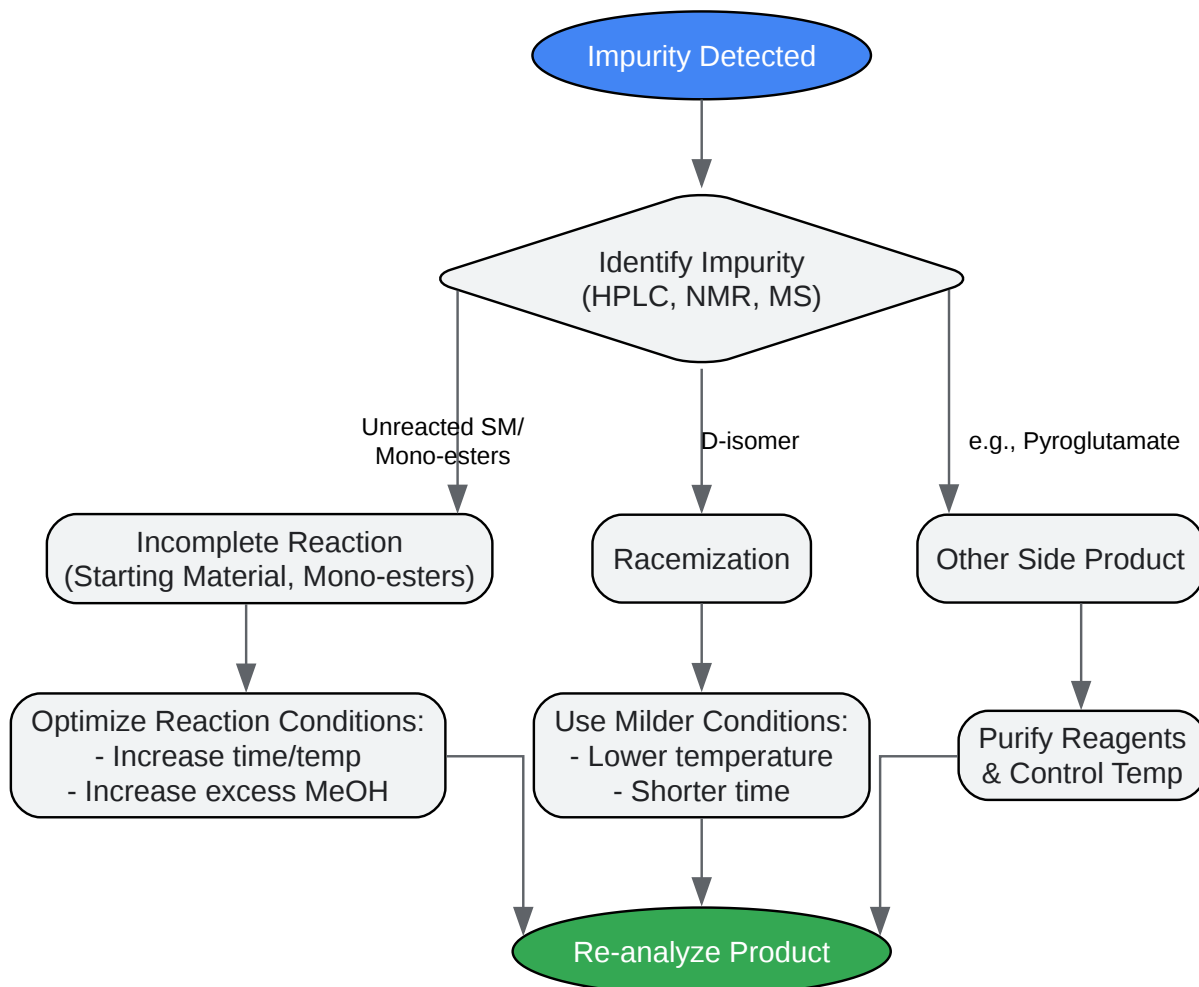 Impurity Detected
Identify Impurity
(HPLC, NMR, MS)
Unreacted SM/
Mono-esters
D-isomer
e.g., Pyroglutamate
Incomplete Reaction
(Starting Material, Mono-esters)
Racemization
Other Side Product
Optimize Reaction Conditions:
- Increase time/temp
- Increase excess MeOH
Use Milder Conditions:
- Lower temperature
- Shorter time
Purify Reagents
& Control Temp
Re-analyze Product